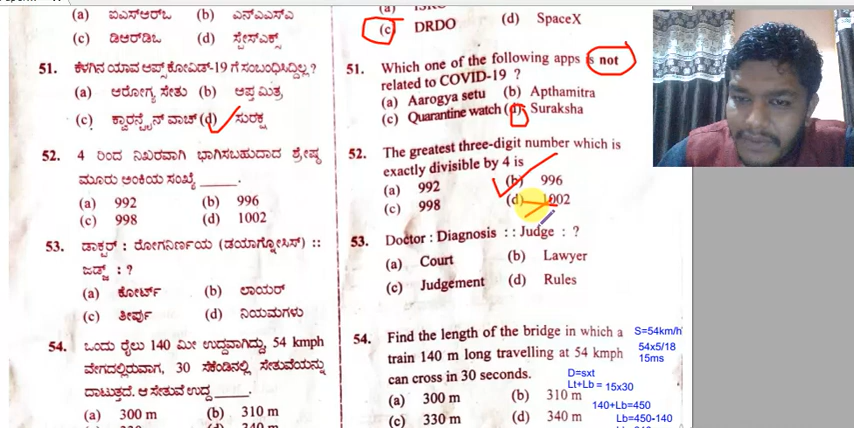 (a) ಐಎಸ್ಆರ್‌ಒ (b) ಎನ್ಎಎಸ್ಎ
(c) ಡಿಆರ್‌ಡಿಒ (d) ಸ್ಪೇಸ್ಎಕ್ಸ್
51. ಕೆಳಗಿನ ಯಾವ ಆಪ್ಸ್ ಕೋವಿಡ್-19 ಗೆ ಸಂಬಂಧಿಸಿದ್ದಿಲ್ಲ ?
(a) ಆರೋಗ್ಯ ಸೇತು (b) ಆಪ್ತ ಮಿತ್ರ
(c) ಕ್ವಾರನ್ಟೈನ್ ವಾಚ್ (d) ಸುರಕ್ಷ
52. 4 ರಿಂದ ನಿಖರವಾಗಿ ಭಾಗಿಸಬಹುದಾದ ಶ್ರೇಷ್ಠ
ಮೂರು ಅಂಕಿಯ ಸಂಖ್ಯೆ _____.
(a) 992 (b) 996
(c) 998 (d) 1002
53. ಡಾಕ್ಟರ್ : ರೋಗನಿರ್ಣಯ (ಡಯಾಗ್ನೋಸಿಸ್) ::
ಜಡ್ಜ್ : ?
(a) ಕೋರ್ಟ್ (b) ಲಾಯರ್
(c) ತೀರ್ಪು (d) ನಿಯಮಗಳು
54. ಒಂದು ರೈಲು 140 ಮೀ ಉದ್ದವಾಗಿದ್ದು, 54 kmph
ವೇಗದಲ್ಲಿರುವಾಗ, 30 ಸೆಕೆಂಡಿನಲ್ಲಿ ಸೇತುವೆಯನ್ನು
ದಾಟುತ್ತದೆ. ಆ ಸೇತುವೆ ಉದ್ದ _____.
(a) 300 m (b) 310 m
(a)
(c) DRDO (d) SpaceX
51. Which one of the following apps is not
related to COVID-19 ?
(a) Aarogya setu (b) Apthamitra
(c) Quarantine watch (d) Suraksha
52. The greatest three-digit number which is
exactly divisible by 4 is
(a) 992 (b) 996
(c) 998 (d) 1002
53. Doctor : Diagnosis : : Judge : ?
(a) Court (b) Lawyer
(c) Judgement (d) Rules
54. Find the length of the bridge in which a
train 140 m long travelling at 54 kmph
can cross in 30 seconds.
(a) 300 m (b) 310 m
(c) 330 m (d) 340 m
S=54km/h
54x5/18
15ms
D=sxt
Lt+Lb = 15x30
140+Lb=450
Lb=450-140